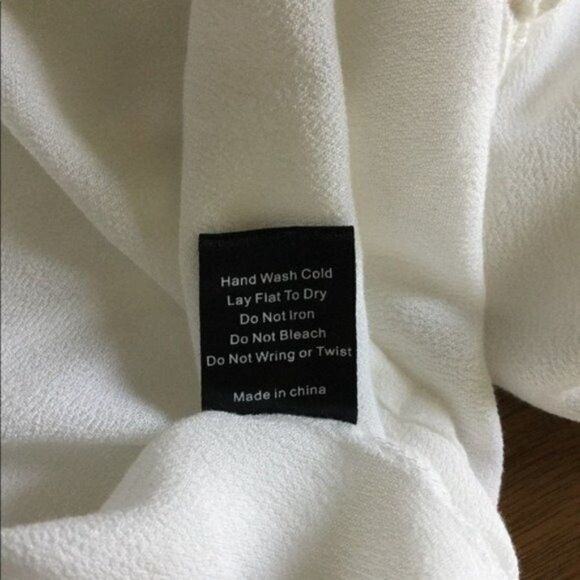 Hand Wash Cold
Lay Flat To Dry
Do Not Iron
Do Not Bleach
Do Not Wring or Twist
Made in china